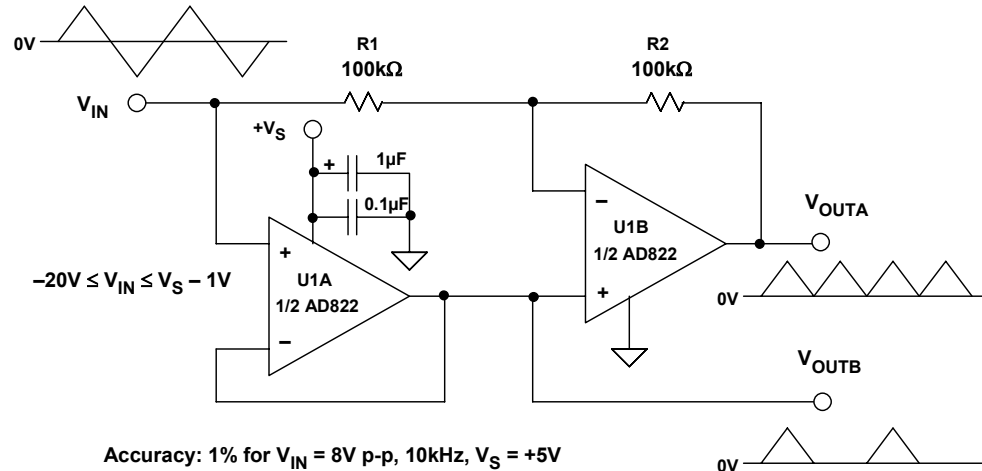 0V
R1
100kΩ
R2
100kΩ
V_IN
+V_S
+
1µF
0.1µF
–
U1B
1/2 AD822
+
V_OUTA
+
U1A
1/2 AD822
–
–20V ≤ V_IN ≤ V_S – 1V
0V
V_OUTB
Accuracy: 1% for V_IN = 8V p-p, 10kHz, V_S = +5V
0V